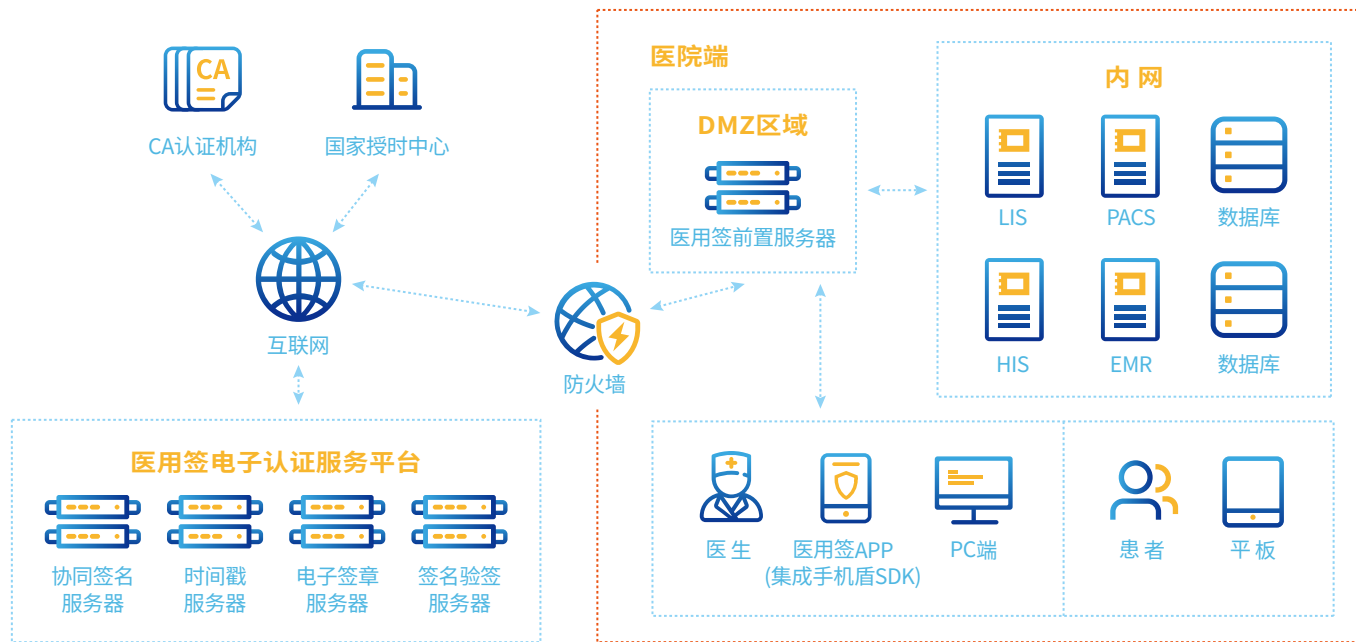 CA
CA认证机构
国家授时中心
互联网
防火墙
医用签电子认证服务平台
协同签名
服务器
时间戳
服务器
电子签章
服务器
签名验签
服务器
医院端
DMZ区域
医用签前置服务器
内 网
LIS
PACS
数据库
HIS
EMR
数据库
医 生
医用签APP
(集成手机盾SDK)
PC端
患 者
平 板